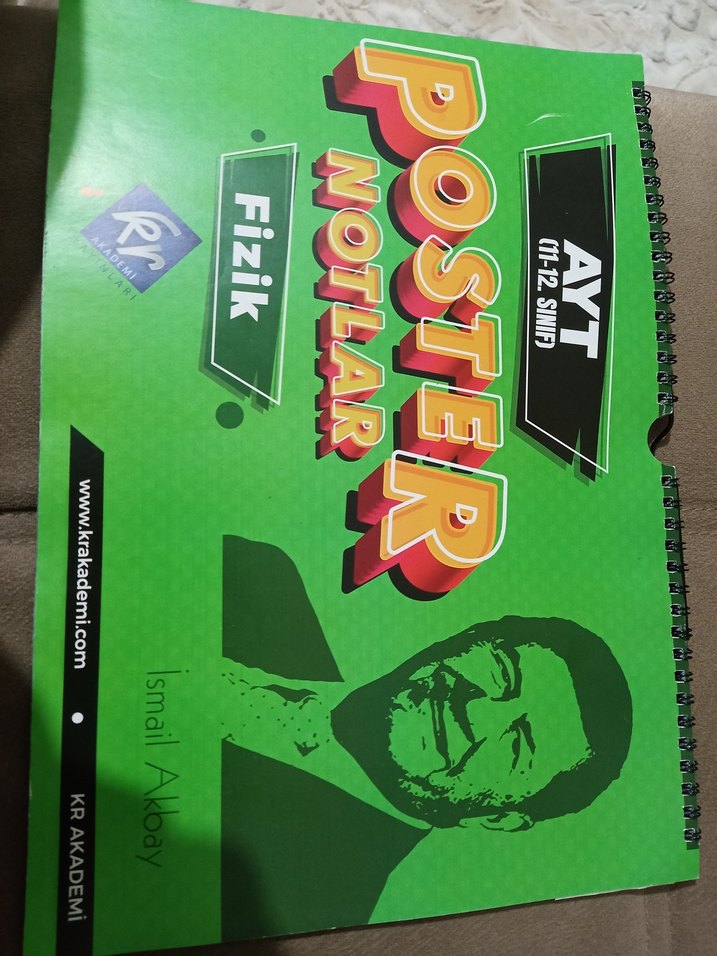 AYT
(11-12. SINIF)
POSTER
NOTLAR
Fizik
kr
AKADEMİ
YAYINLARI
İsmail Akbay
www.krakademi.com • KR AKADEMİ